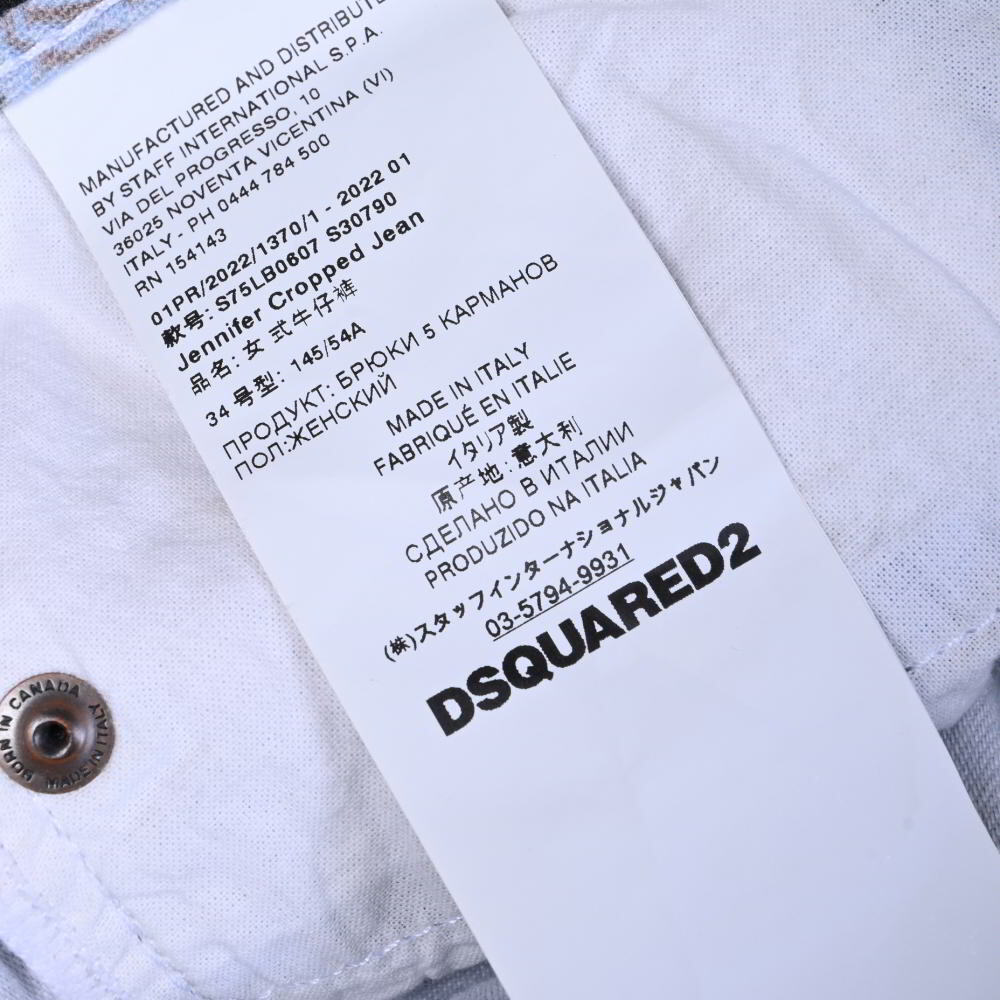 MANUFACTURED AND DISTRIBUTE
BY STAFF INTERNATIONAL S.P.A.
VIA DEL PROGRESSO, 10
36025 NOVENTA VICENTINA (VI)
ITALY - PH 0444 784 500
RN 154143
01PR/2022/1370/1 - 2022 01
款号: S75LB0607 S30790
Jennifer Cropped Jean
品名: 女式牛仔裤
34 号型: 145/54A
ПРОДУКТ: БРЮКИ 5 КАРМАНОВ
ПОЛ:ЖЕНСКИЙ
MADE IN ITALY
FABRIQUÉ EN ITALIE
イタリア製
原产地: 意大利
СДЕЛАНО В ИТАЛИИ
PRODUZIDO NA ITALIA
(株)スタッフインターナショナルジャパン
03-5794-9931
DSQUARED2
BORN IN CANADA
MADE IN ITALY